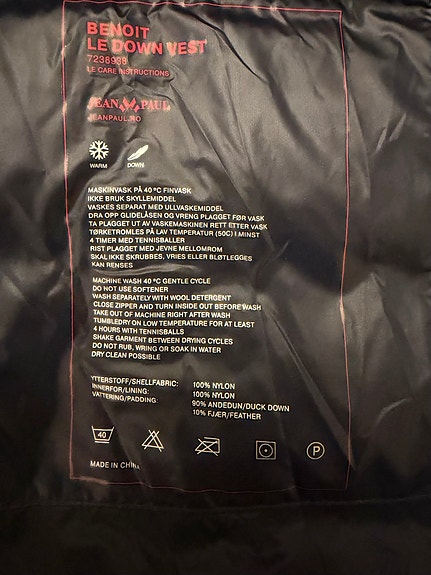 BENOIT
LE DOWN VEST
7236938
LE CARE INSTRUCTIONS
JEAN PAUL
JEANPAUL.NO
WARM DOWN
MASKINVASK PÅ 40 ºC FINVASK
IKKE BRUK SKYLLEMIDDEL
VASKES SEPARAT MED ULLVASKEMIDDEL
DRA OPP GLIDELÅSEN OG VRENG PLAGGET FØR VASK
TA PLAGGET UT AV VASKEMASKINEN RETT ETTER VASK
TØRKETROMLES PÅ LAV TEMPERATUR (50C) I MINST
4 TIMER MED TENNISBALLER
RIST PLAGGET MED JEVNE MELLOMROM
SKAL IKKE SKRUBBES, VRIES ELLER BLØTLEGGES
KAN RENSES
MACHINE WASH 40 ºC GENTLE CYCLE
DO NOT USE SOFTENER
WASH SEPARATELY WITH WOOL DETERGENT
CLOSE ZIPPER AND TURN INSIDE OUT BEFORE WASH
TAKE OUT OF MACHINE RIGHT AFTER WASH
TUMBLEDRY ON LOW TEMPERATURE FOR AT LEAST
4 HOURS WITH TENNISBALLS
SHAKE GARMENT BETWEEN DRYING CYCLES
DO NOT RUB, WRING OR SOAK IN WATER
DRY CLEAN POSSIBLE
YTTERSTOFF/SHELLFABRIC: 100% NYLON
INNERFOR/LINING: 100% NYLON
VATTERING/PADDING: 90% ANDEDUN/DUCK DOWN
10% FJÆR/FEATHER
40 P
MADE IN CHINA